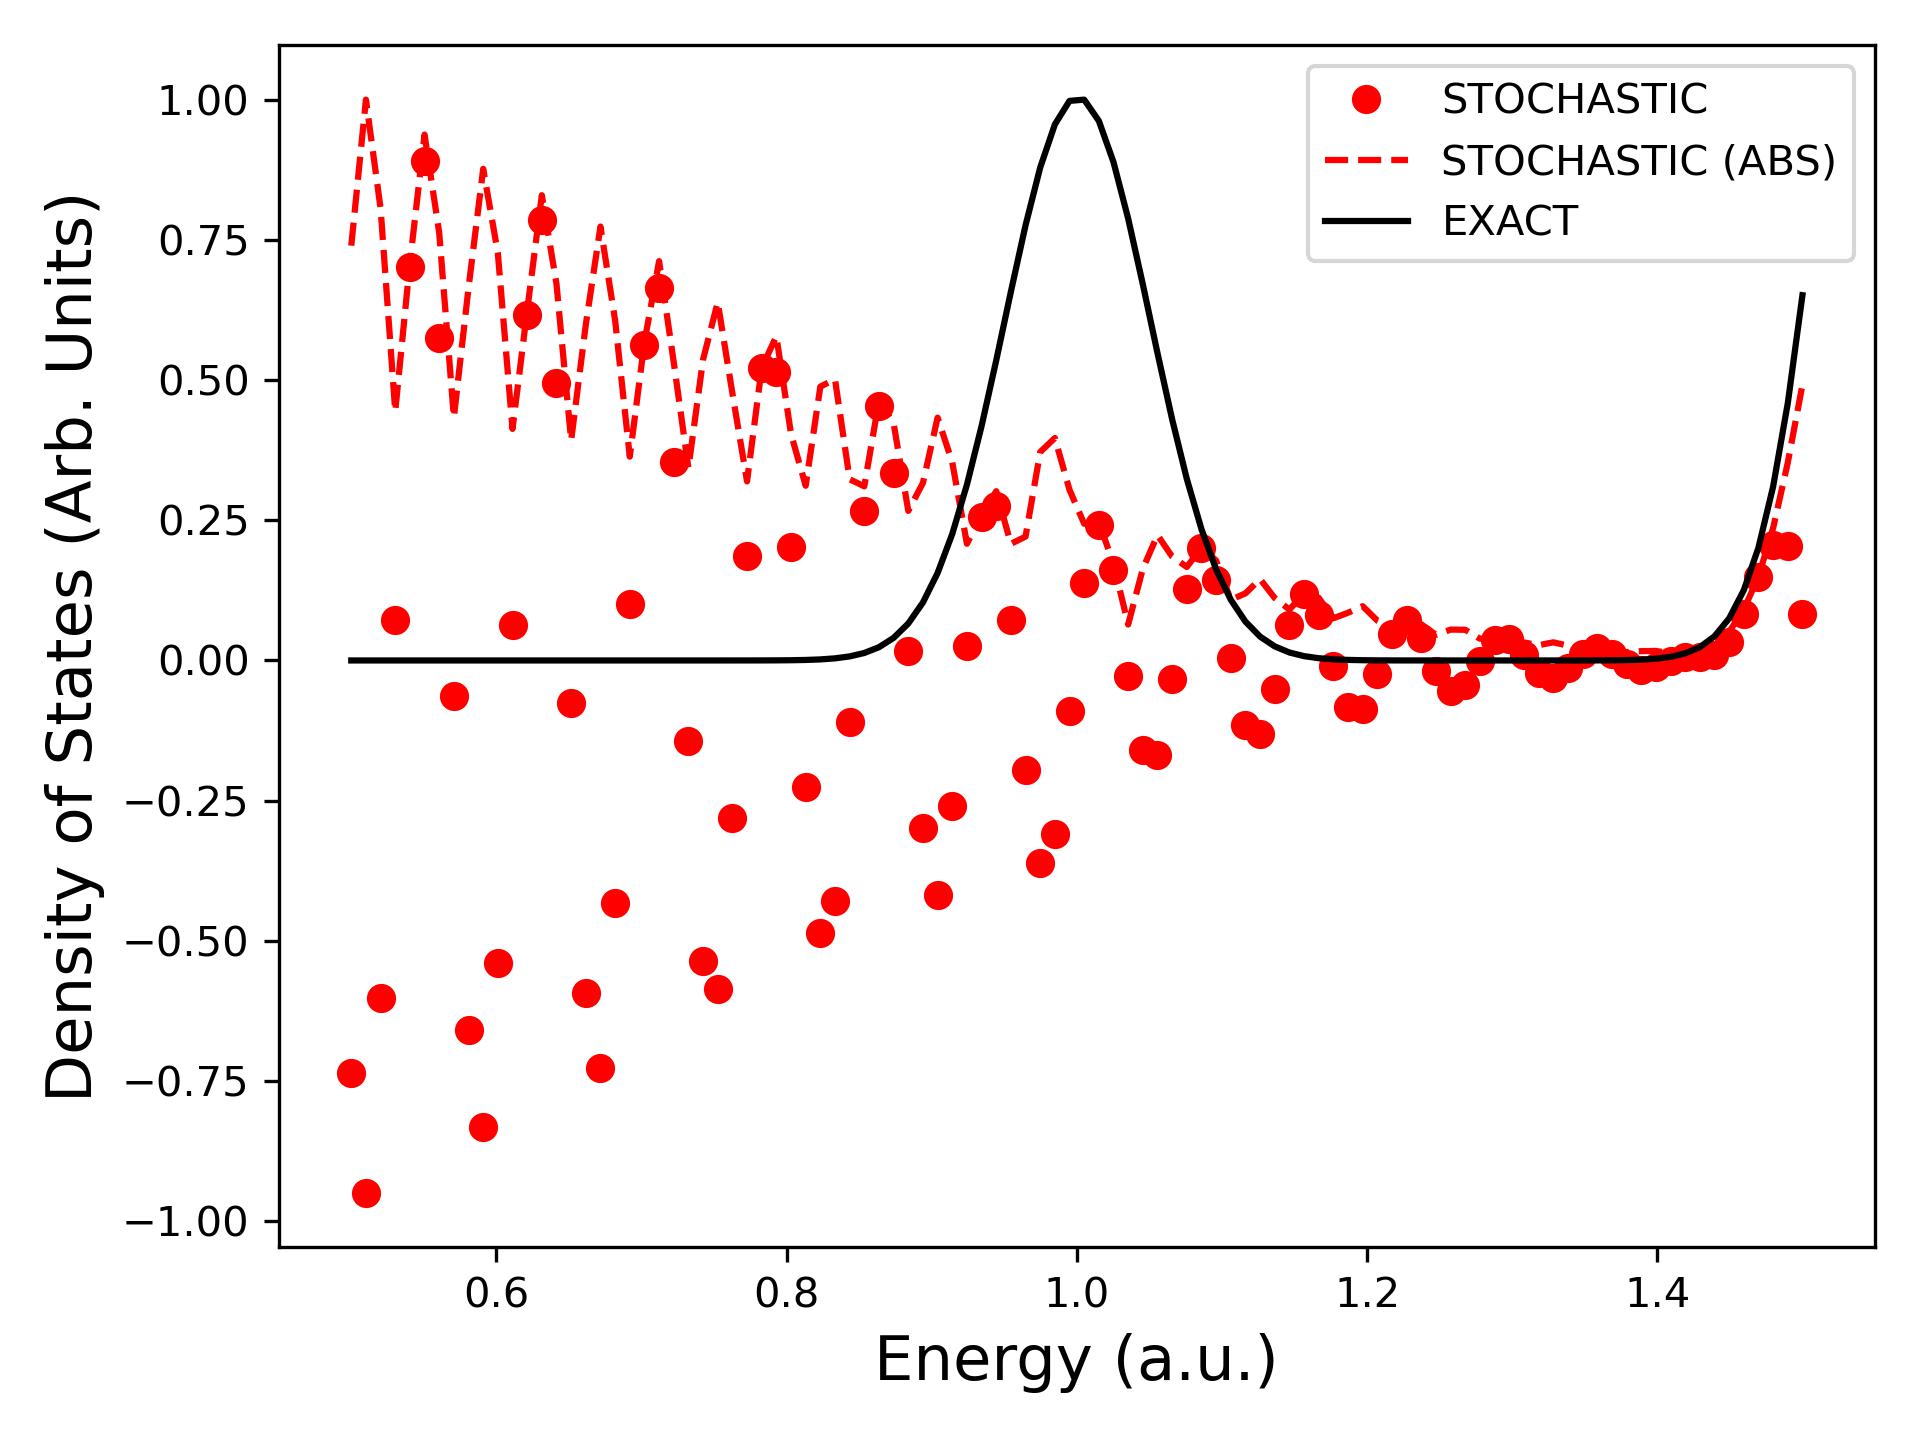 STOCHASTIC
STOCHASTIC (ABS)
EXACT
Density of States (Arb. Units)
1.00
0.75
0.50
0.25
0.00
−0.25
−0.50
−0.75
−1.00
0.6 0.8 1.0 1.2 1.4
Energy (a.u.)